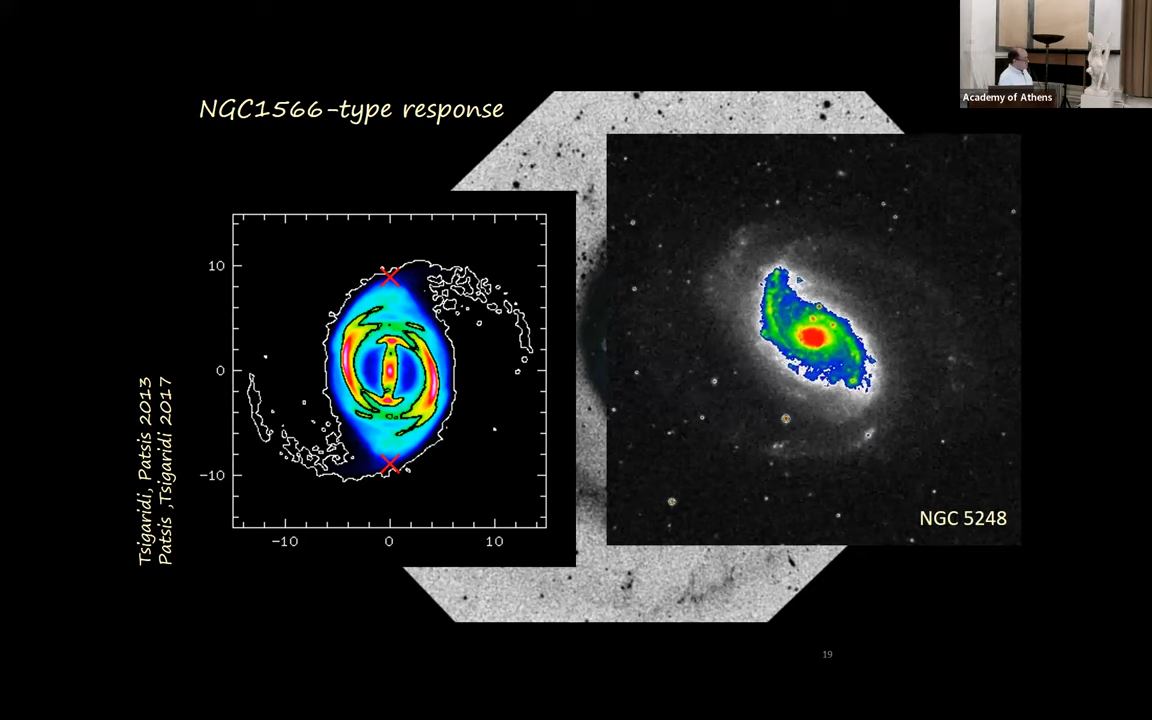 Academy of Athens
NGC1566-type response
Tsigaridi, Patsis 2013
Patsis ,Tsigaridi 2017
10
0
−10
−10
0
10
NGC 5248
19